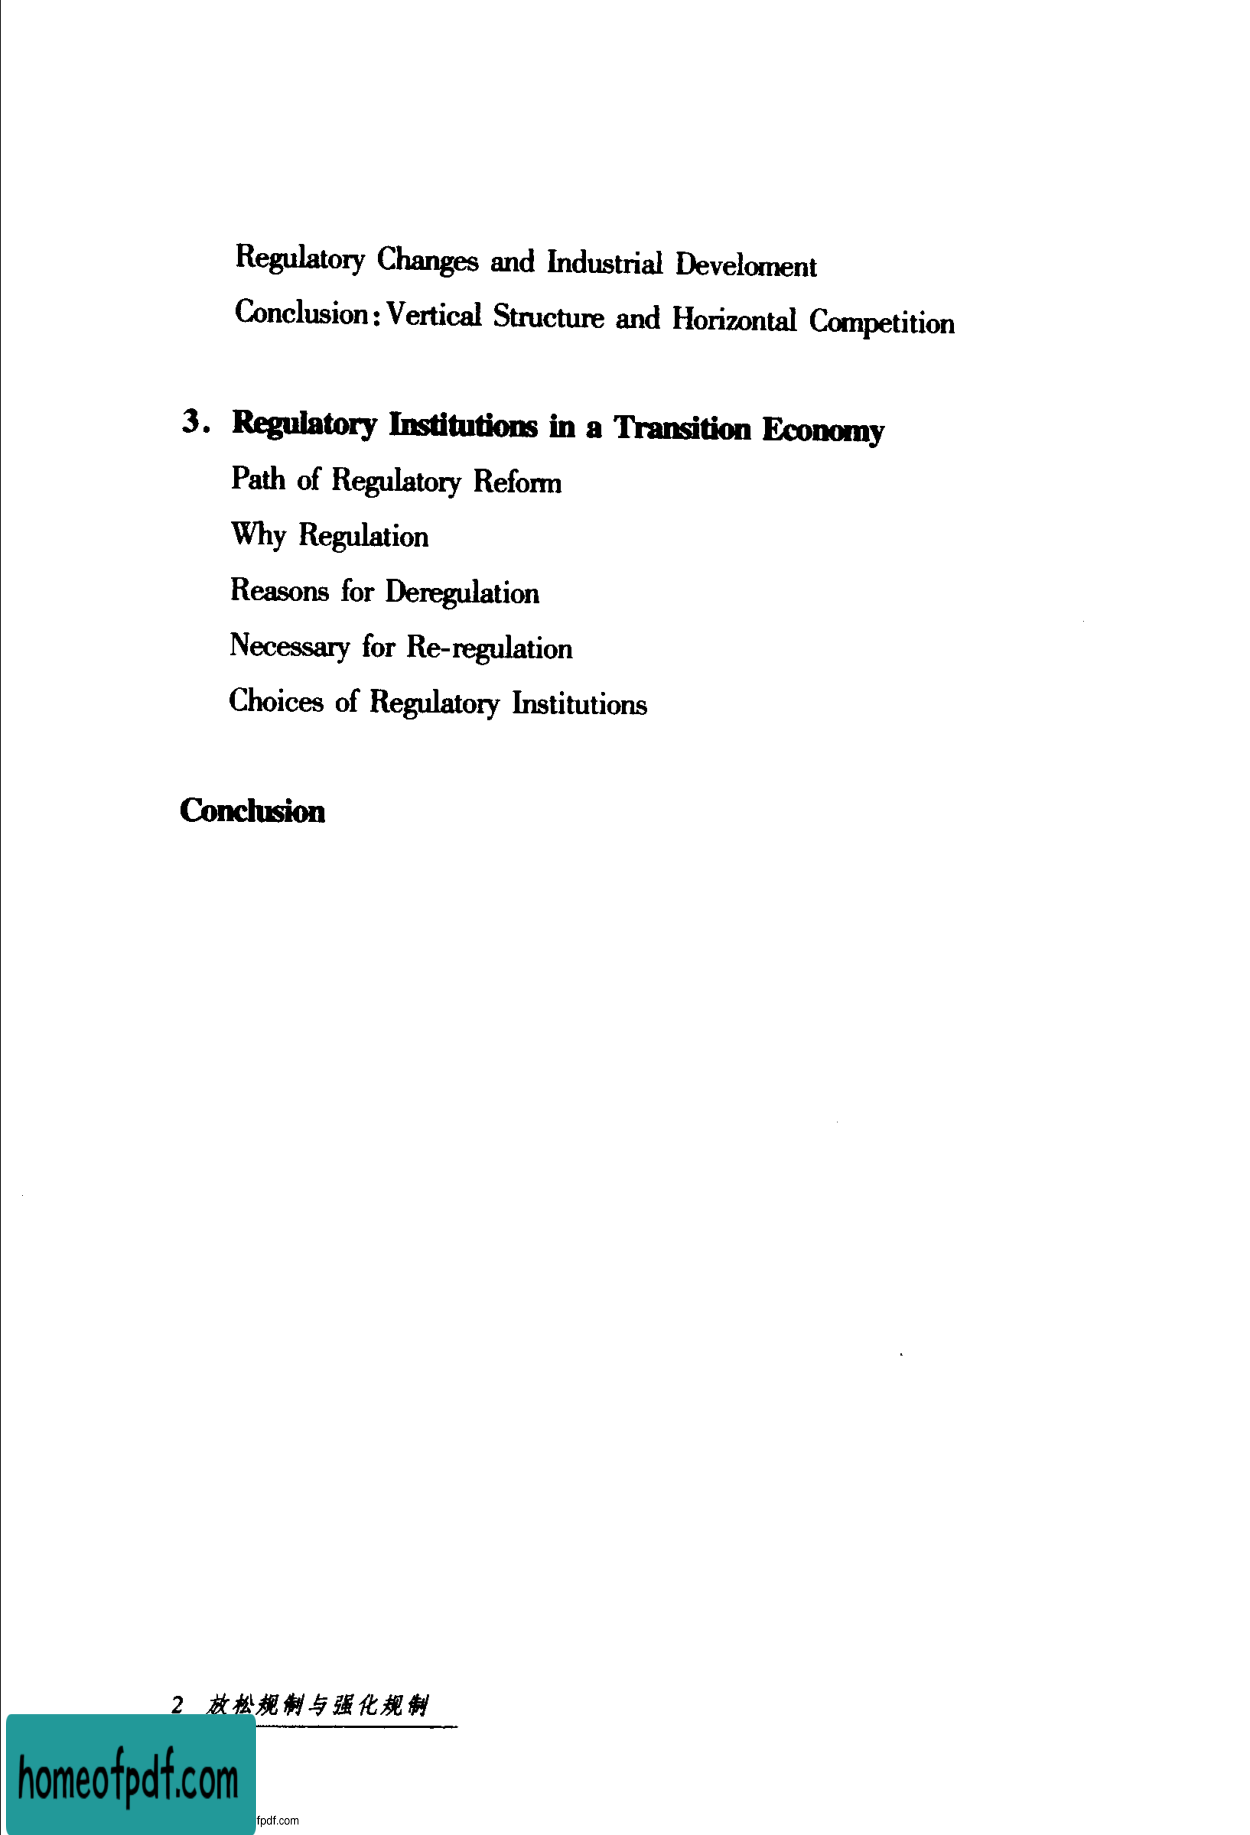 Regulatory Changes and Industrial Develoment
Conclusion: Vertical Structure and Horizontal Competition
3. Regulatory Institutions in a Transition Economy
Path of Regulatory Reform
Why Regulation
Reasons for Deregulation
Necessary for Re-regulation
Choices of Regulatory Institutions
Conclusion
2 放松规制与强化规制
homeofpdf.com
fpdf.com